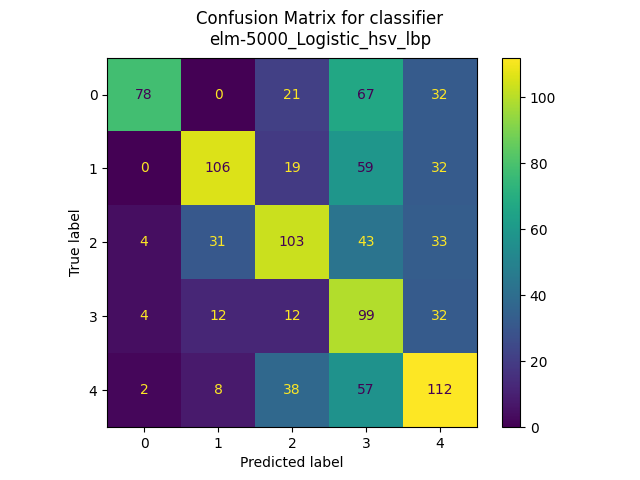 Confusion Matrix for classifier
elm-5000_Logistic_hsv_lbp
0 78 0 21 67 32
1 0 106 19 59 32
2 4 31 103 43 33
3 4 12 12 99 32
4 2 8 38 57 112
0 1 2 3 4
True label
Predicted label
100
80
60
40
20
0